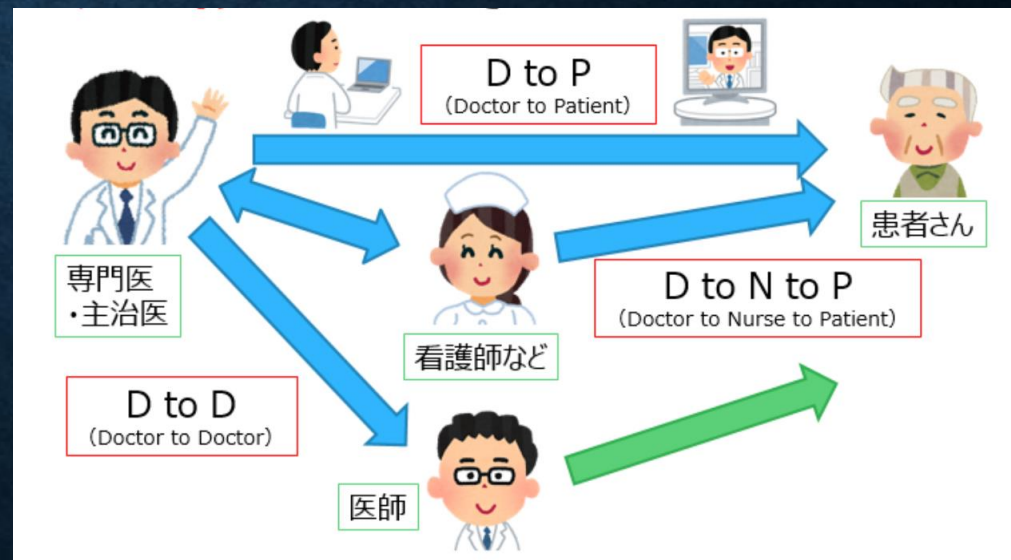 D to P
(Doctor to Patient)
患者さん
専門医
・主治医
D to N to P
(Doctor to Nurse to Patient)
看護師など
D to D
(Doctor to Doctor)
医師